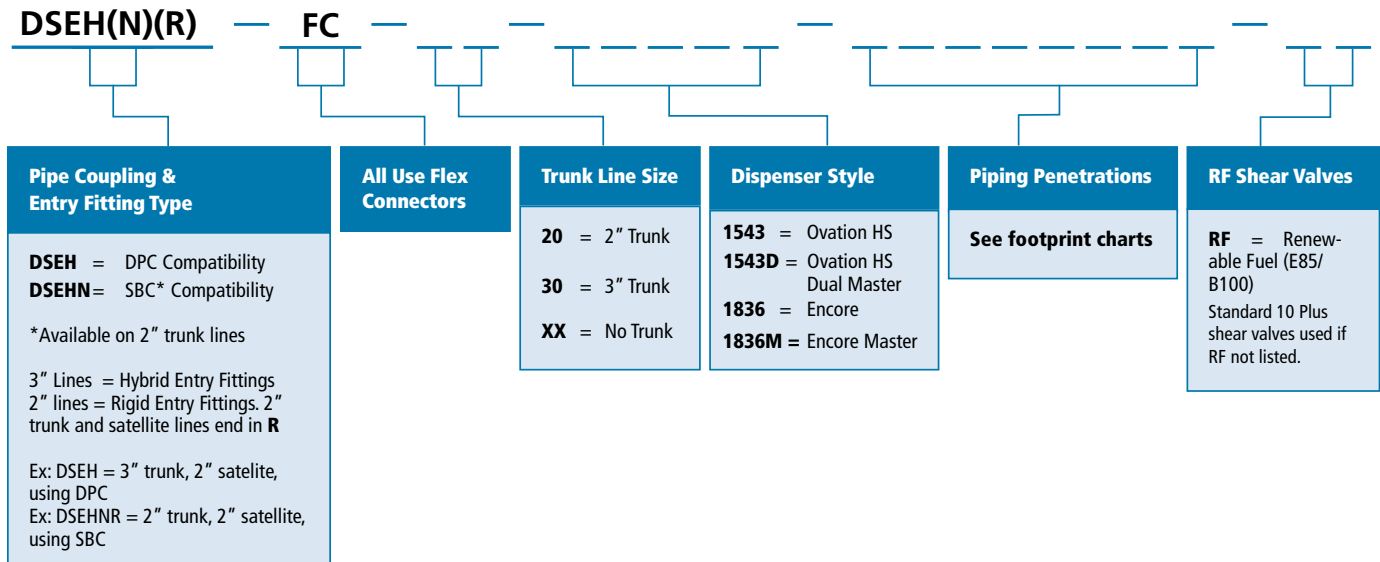 DSEH(N)(R) — FC — — — —
Pipe Coupling &
Entry Fitting Type
DSEH = DPC Compatibility
DSEHN= SBC* Compatibility
*Available on 2” trunk lines
3” Lines = Hybrid Entry Fittings
2” lines = Rigid Entry Fittings. 2”
trunk and satellite lines end in R
Ex: DSEH = 3” trunk, 2” satelite,
using DPC
Ex: DSEHNR = 2” trunk, 2” satellite,
using SBC
All Use Flex
Connectors
Trunk Line Size
20 = 2” Trunk
30 = 3” Trunk
XX = No Trunk
Dispenser Style
1543 = Ovation HS
1543D = Ovation HS
Dual Master
1836 = Encore
1836M = Encore Master
Piping Penetrations
See footprint charts
RF Shear Valves
RF = Renew-
able Fuel (E85/
B100)
Standard 10 Plus
shear valves used if
RF not listed.